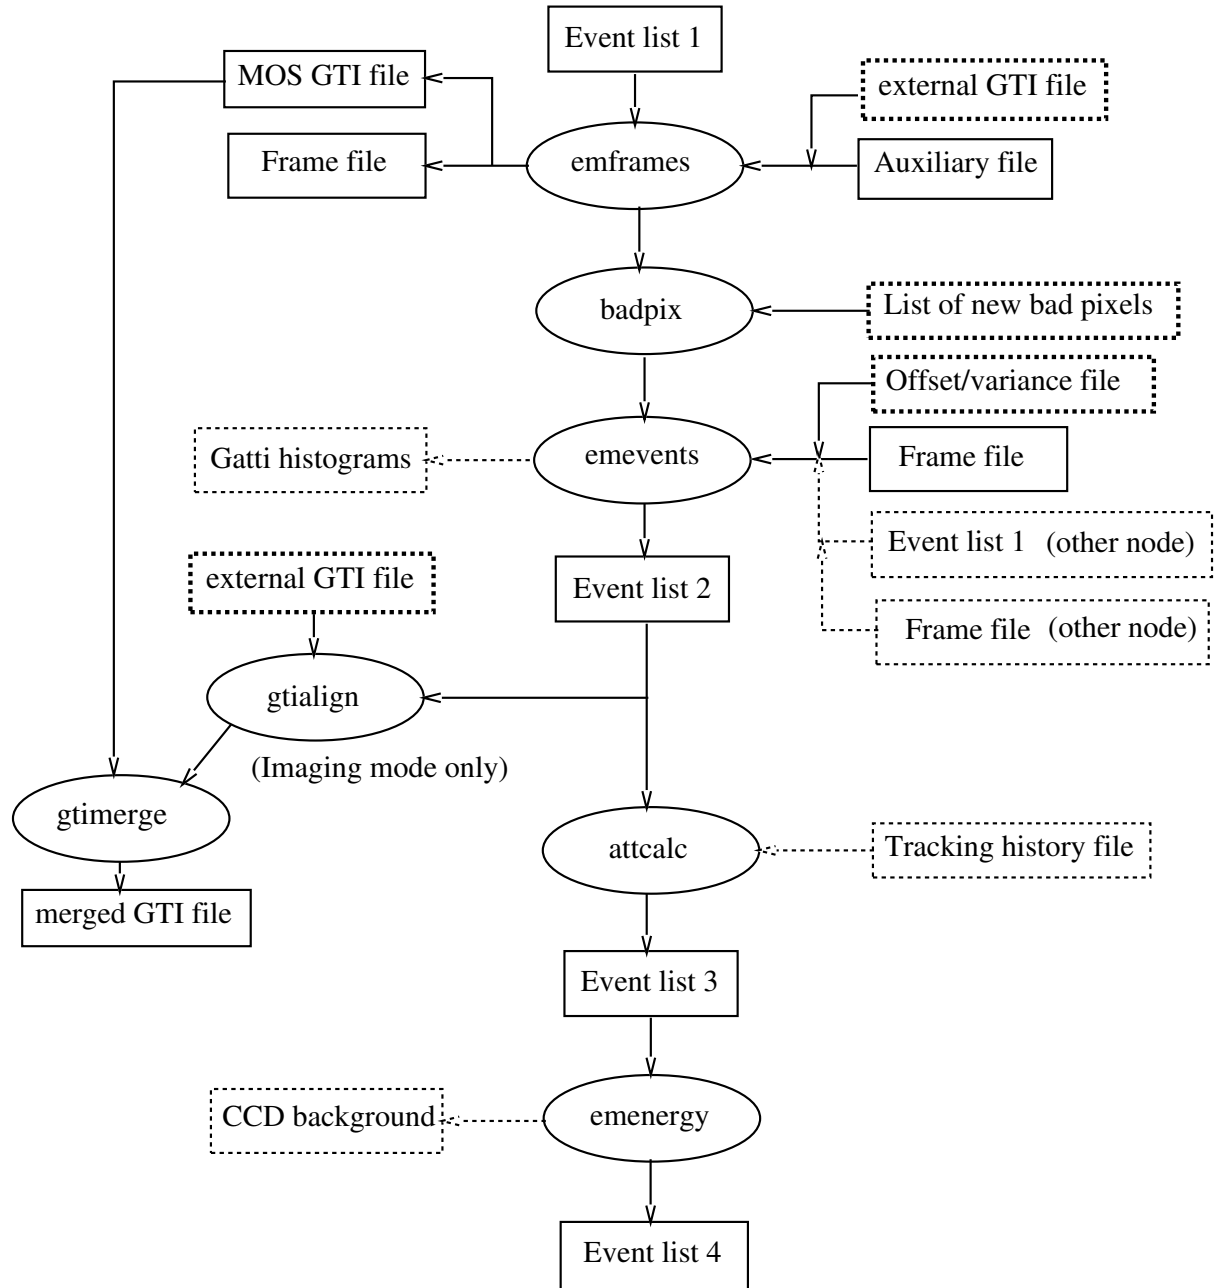 Event list 1
MOS GTI file
external GTI file
Frame file
emframes
Auxiliary file
badpix
List of new bad pixels
Offset/variance file
Gatti histograms
emevents
Frame file
Event list 1 (other node)
external GTI file
Event list 2
Frame file (other node)
gtialign
(Imaging mode only)
gtimerge
attcalc
Tracking history file
merged GTI file
Event list 3
CCD background
emenergy
Event list 4